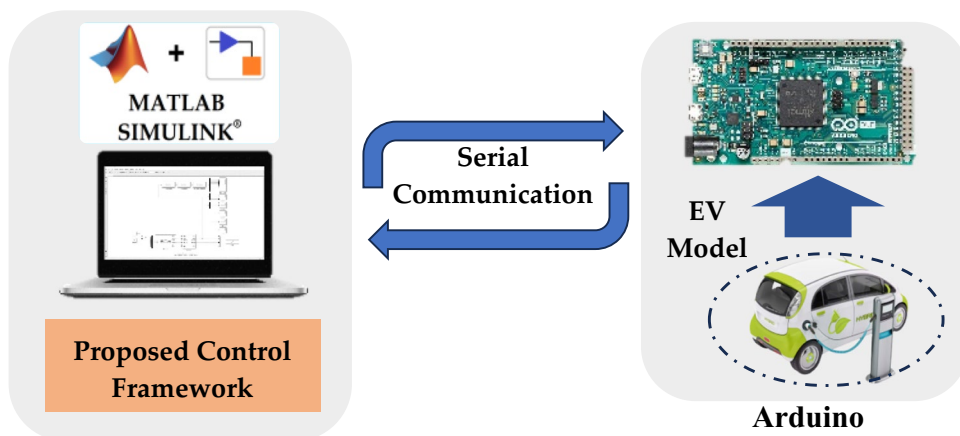 MATLAB
SIMULINK®
Proposed Control
Framework
Serial
Communication
EV
Model
Arduino